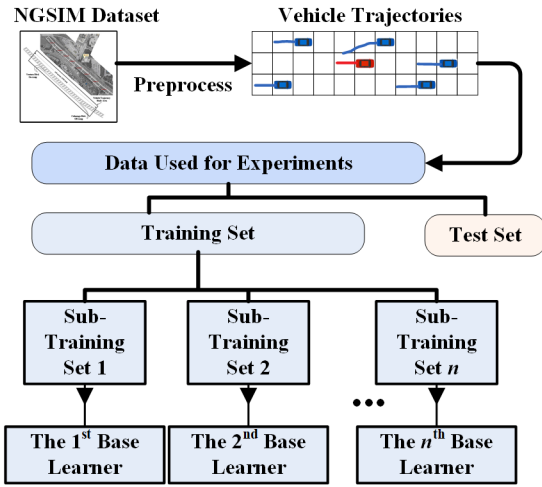 NGSIM Dataset
Vehicle Trajectories
Preprocess
Data Used for Experiments
Training Set
Test Set
Sub-
Training
Set 1
Sub-
Training
Set 2
Sub-
Training
Set n
The 1st Base
Learner
The 2nd Base
Learner
The nth Base
Learner